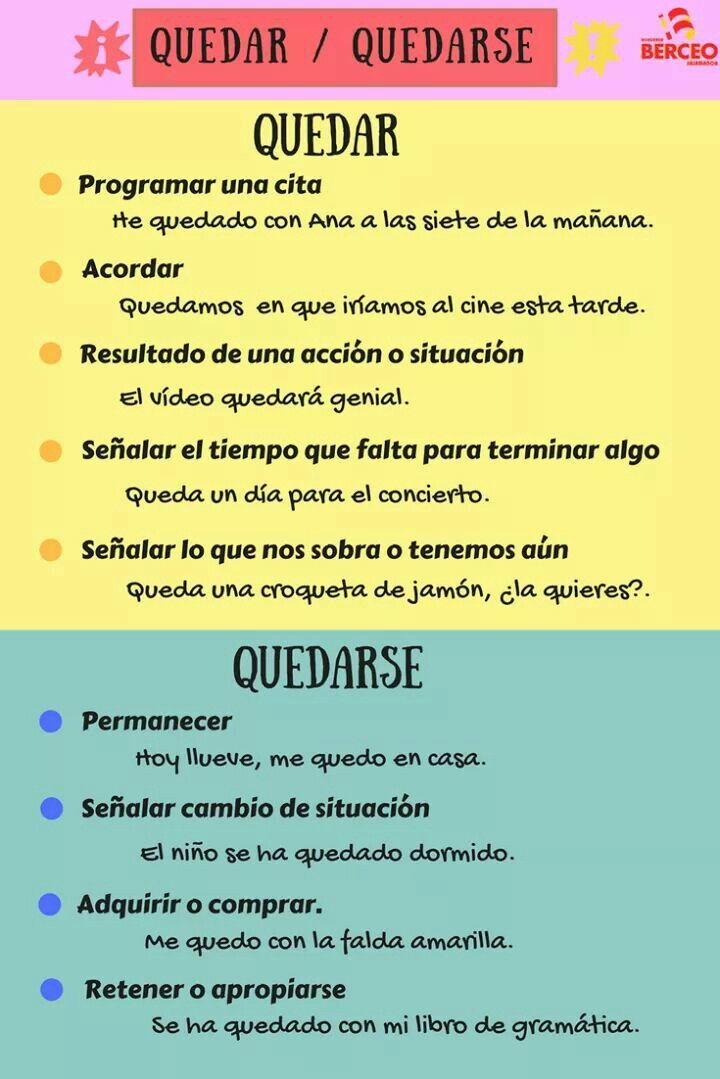 QUEDAR / QUEDARSE
BERCEO
SALAMANCA
QUEDAR
Programar una cita
He quedado con Ana a las siete de la mañana.
Acordar
Quedamos en que iríamos al cine esta tarde.
Resultado de una acción o situación
El vídeo quedará genial.
Señalar el tiempo que falta para terminar algo
Queda un día para el concierto.
Señalar lo que nos sobra o tenemos aún
Queda una croqueta de jamón, ¿la quieres?.
QUEDARSE
Permanecer
Hoy llueve, me quedo en casa.
Señalar cambio de situación
El niño se ha quedado dormido.
Adquirir o comprar.
Me quedo con la falda amarilla.
Retener o apropiarse
Se ha quedado con mi libro de gramática.